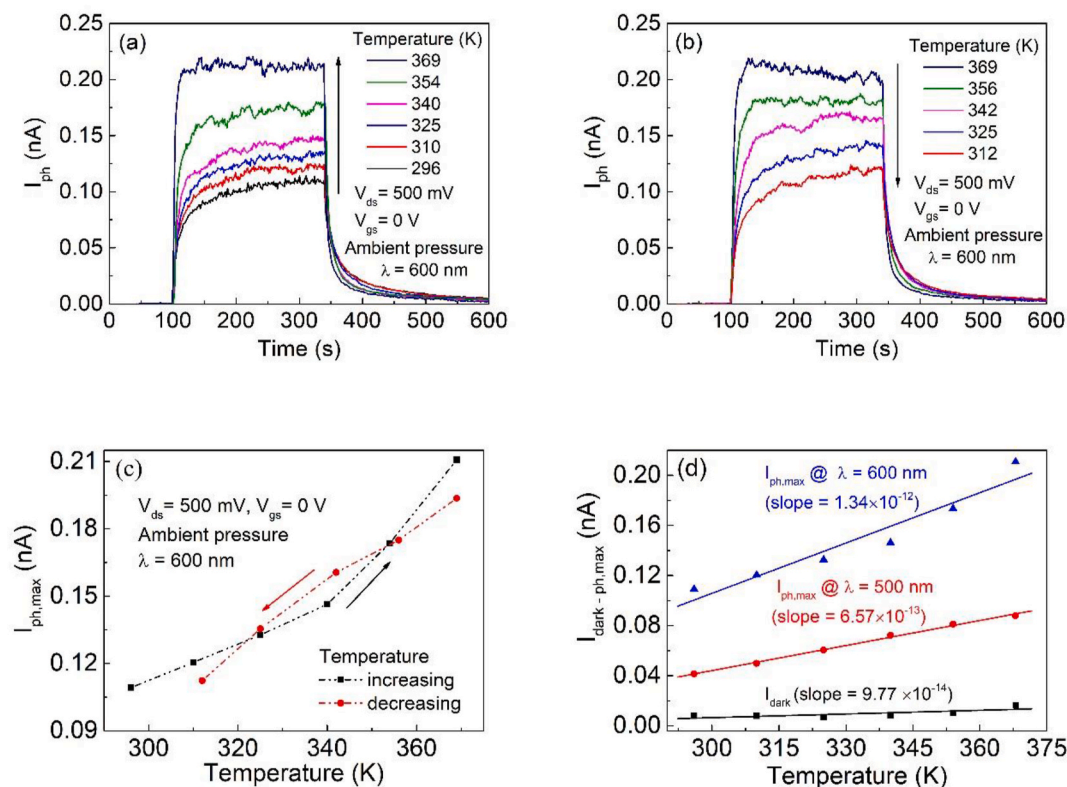 (a)
Temperature (K)
369
354
340
325
310
296
V_ds = 500 mV
V_gs = 0 V
Ambient pressure
λ = 600 nm
I_ph (nA)
0.25
0.20
0.15
0.10
0.05
0.00
0 100 200 300 400 500 600
Time (s)
(b)
Temperature (K)
369
356
342
325
312
V_ds = 500 mV
V_gs = 0 V
Ambient pressure
λ = 600 nm
I_ph (nA)
0.25
0.20
0.15
0.10
0.05
0.00
0 100 200 300 400 500 600
Time (s)
(c)
V_ds = 500 mV, V_gs = 0 V
Ambient pressure
λ = 600 nm
Temperature
increasing
decreasing
I_ph,max (nA)
0.21
0.18
0.15
0.12
0.09
300 320 340 360
Temperature (K)
(d)
I_ph,max @ λ = 600 nm
(slope = 1.34×10⁻¹²)
I_ph,max @ λ = 500 nm
(slope = 6.57×10⁻¹³)
I_dark (slope = 9.77 ×10⁻¹⁴)
I_dark - ph,max (nA)
0.20
0.16
0.12
0.08
0.04
0.00
300 315 330 345 360 375
Temperature (K)